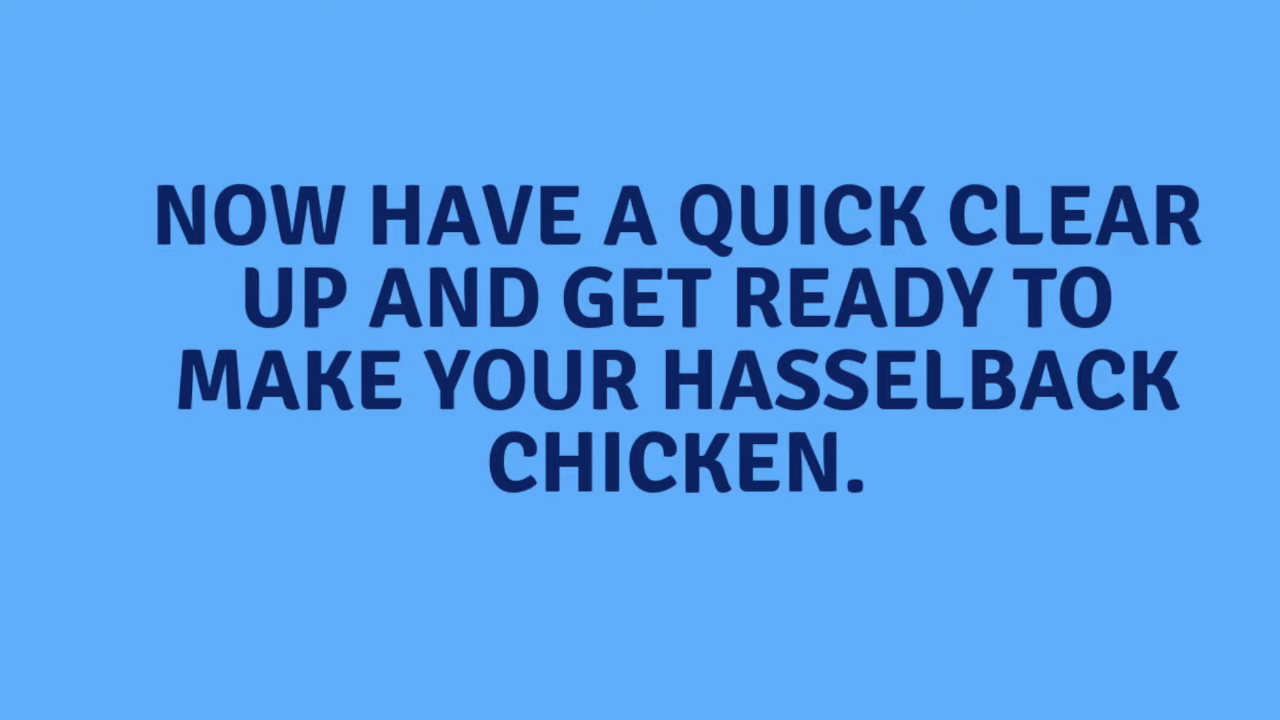 NOW HAVE A QUICK CLEAR
UP AND GET READY TO
MAKE YOUR HASSELBACK
CHICKEN.